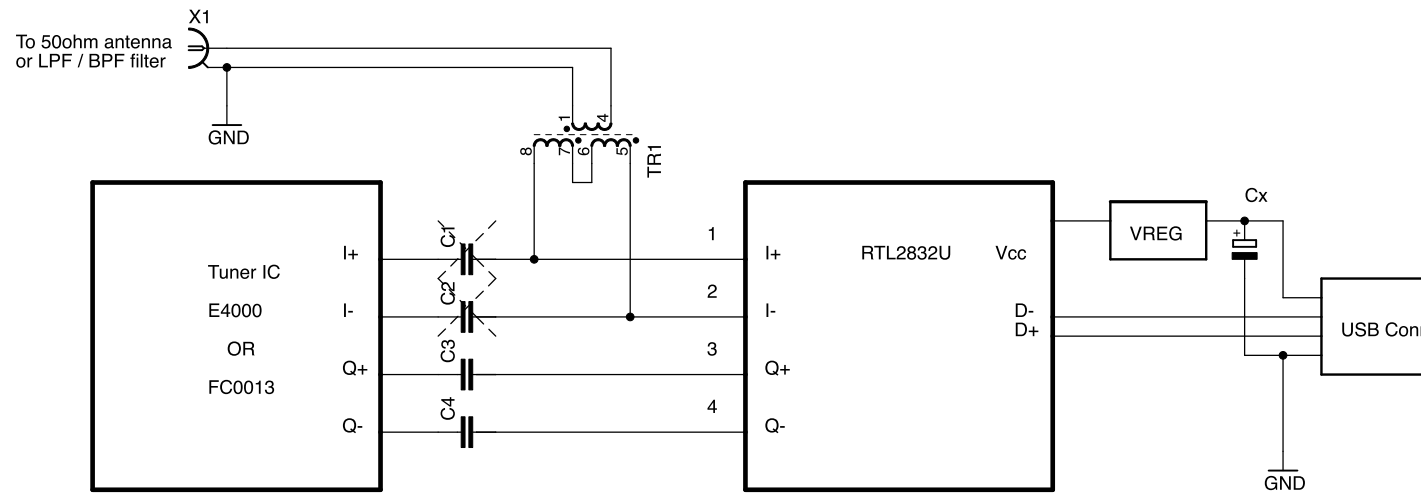 X1
To 50ohm antenna
or LPF / BPF filter
GND
1
4
8
7
6
5
TR1
Tuner IC
E4000
OR
FC0013
I+
I-
Q+
Q-
C1
C2
C3
C4
1
2
3
4
I+
I-
Q+
Q-
RTL2832U
Vcc
D-
D+
VREG
Cx
+
USB Conn
GND